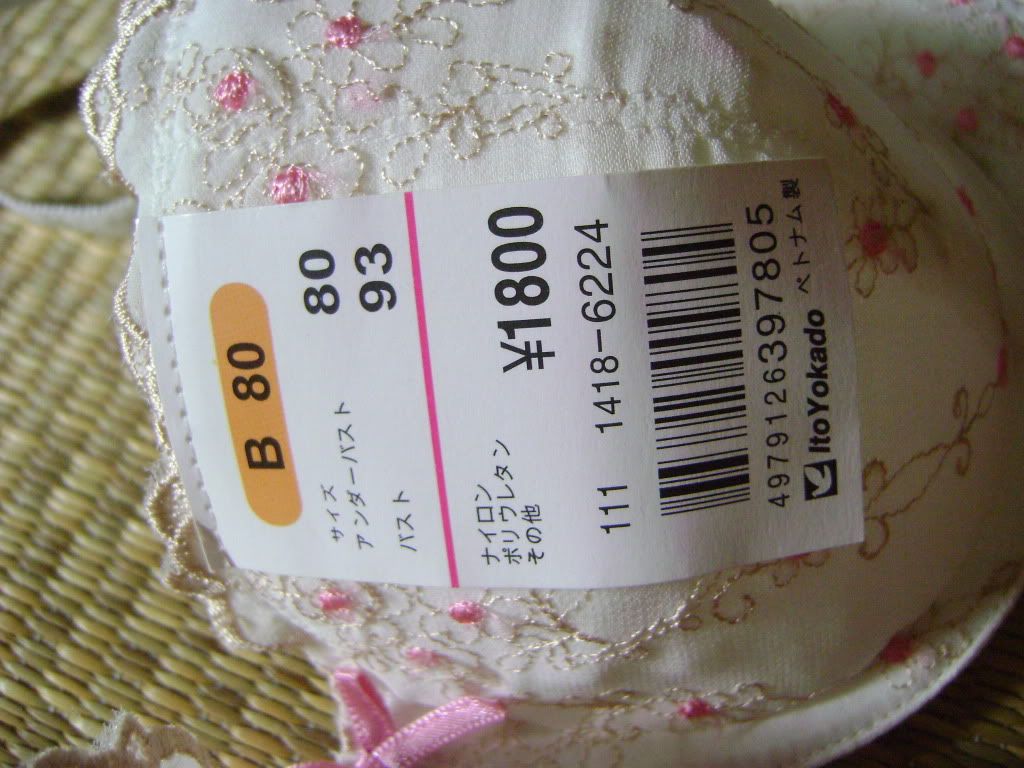 B 80
サイズ
アンダーバスト 80
バスト 93
ナイロン
ポリウレタン
その他
¥1800
111 1418-6224
4979126397805
ItoYokado ベトナム製